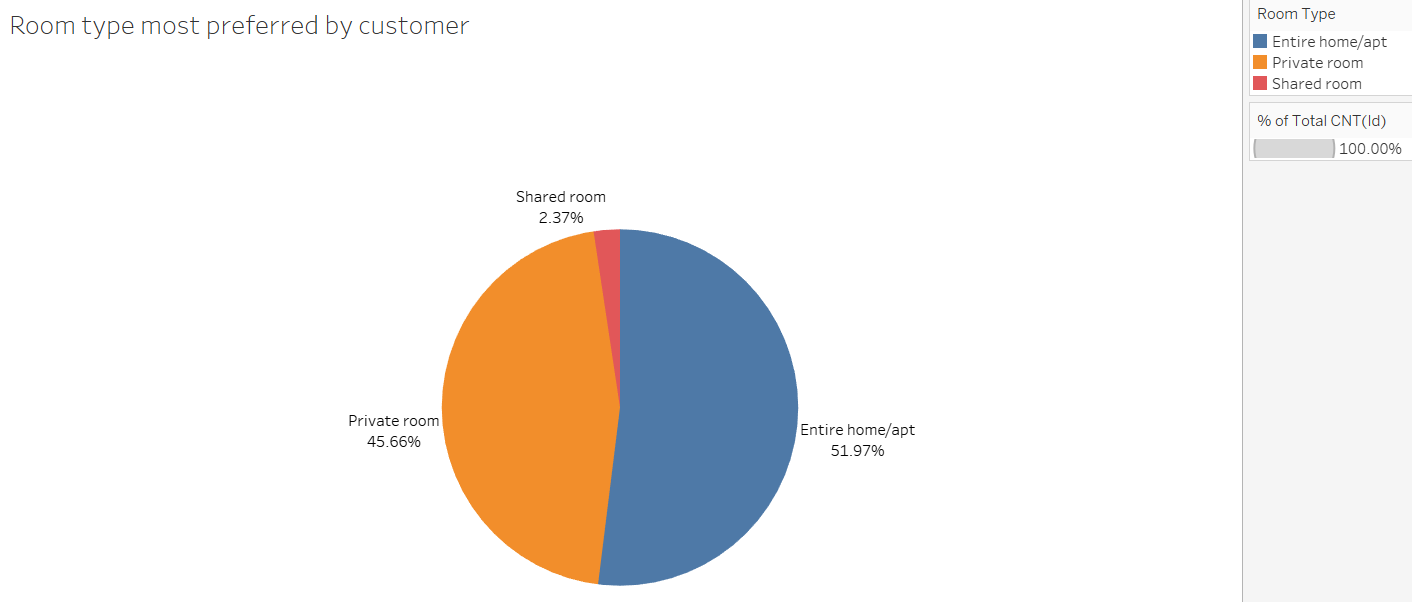 Room type most preferred by customer
Room Type
Entire home/apt
Private room
Shared room
% of Total CNT(Id)
100.00%
Shared room
2.37%
Private room
45.66%
Entire home/apt
51.97%